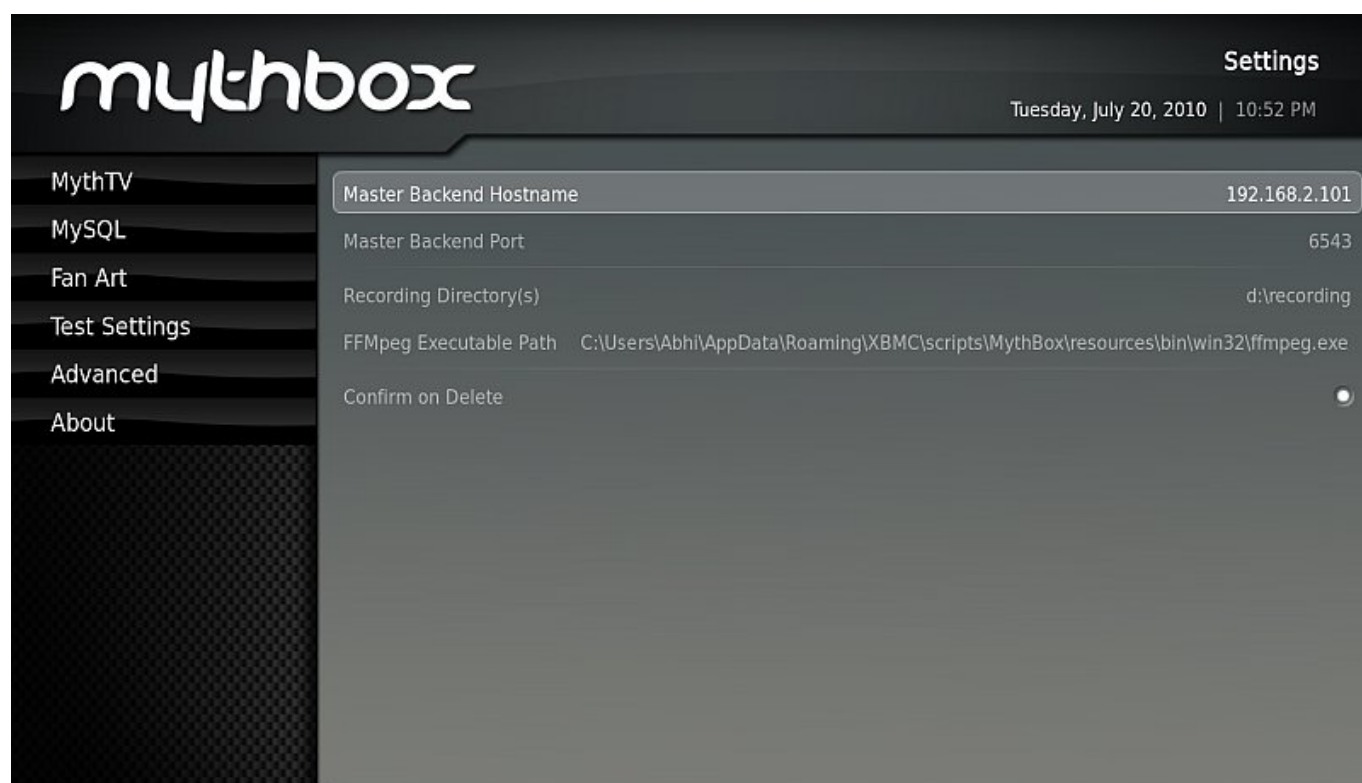 mythbox
Settings
Tuesday, July 20, 2010 | 10:52 PM
MythTV
MySQL
Fan Art
Test Settings
Advanced
About
Master Backend Hostname 192.168.2.101
Master Backend Port 6543
Recording Directory(s) d:\recording
FFMpeg Executable Path C:\Users\Abhi\AppData\Roaming\XBMC\scripts\MythBox\resources\bin\win32\ffmpeg.exe
Confirm on Delete